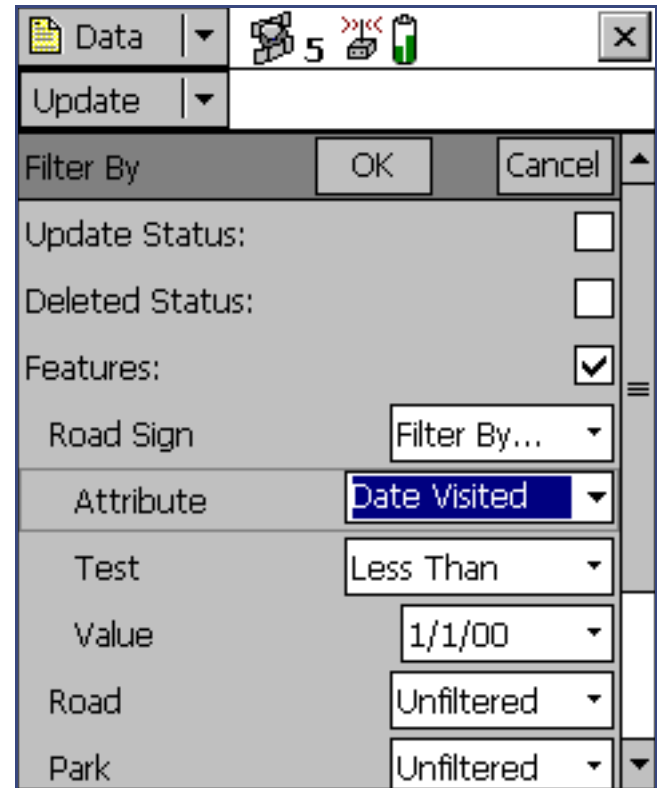 Data 5
Update
Filter By OK Cancel
Update Status:
Deleted Status:
Features:
Road Sign Filter By...
Attribute Date Visited
Test Less Than
Value 1/1/00
Road Unfiltered
Park Unfiltered